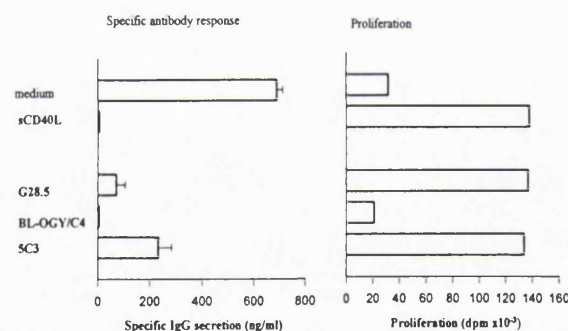 Specific antibody response
Proliferation
medium
sCD40L
G28.5
BL-OGY/C4
5C3
0 200 400 600 800
0 20 40 60 80 100 120 140 160
Specific IgG secretion (ng/ml)
Proliferation (dpm x10⁻³)